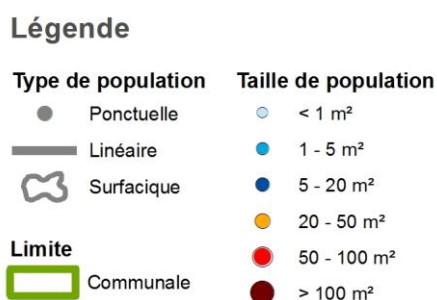 Légende
Type de population
Ponctuelle
Linéaire
Surfacique
Limite
Communale
Taille de population
< 1 m²
1 - 5 m²
5 - 20 m²
20 - 50 m²
50 - 100 m²
> 100 m²